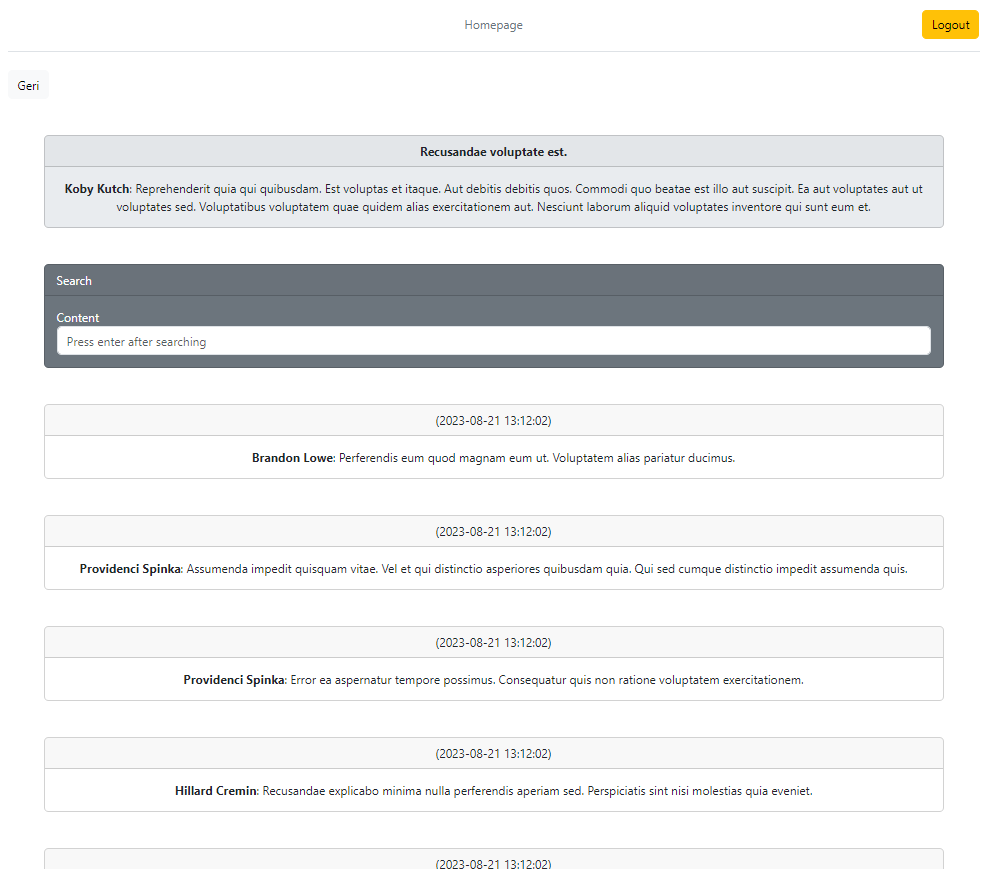 Homepage
Logout
Geri
Recusandae voluptate est.
Koby Kutch: Reprehenderit quia qui quibusdam. Est voluptas et itaque. Aut debitis debitis quos. Commodi quo beatae est illo aut suscipit. Ea aut voluptates aut ut
voluptates sed. Voluptatibus voluptatem quae quidem alias exercitationem aut. Nesciunt laborum aliquid voluptates inventore qui sunt eum et.
Search
Content
Press enter after searching
(2023-08-21 13:12:02)
Brandon Lowe: Perferendis eum quod magnam eum ut. Voluptatem alias pariatur ducimus.
(2023-08-21 13:12:02)
Providenci Spinka: Assumenda impedit quisquam vitae. Vel et qui distinctio asperiores quibusdam quia. Qui sed cumque distinctio impedit assumenda quis.
(2023-08-21 13:12:02)
Providenci Spinka: Error ea aspernatur tempore possimus. Consequatur quis non ratione voluptatem exercitationem.
(2023-08-21 13:12:02)
Hillard Cremin: Recusandae explicabo minima nulla perferendis aperiam sed. Perspiciatis sint nisi molestias quia eveniet.
(2023-08-21 13:12:02)